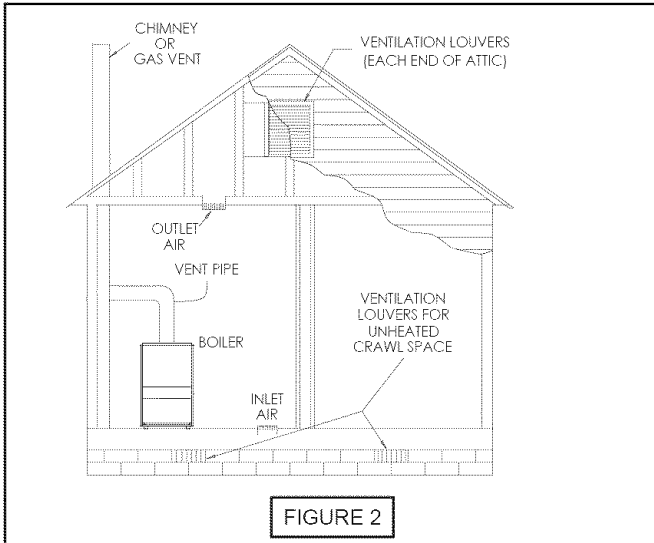 CHIMNEY
OR
GAS VENT
VENTILATION LOUVERS
(EACH END OF ATTIC)
OUTLET
AIR
VENT PIPE
BOILER
INLET
AIR
VENTILATION
LOUVERS FOR
UNHEATED
CRAWL SPACE
FIGURE 2